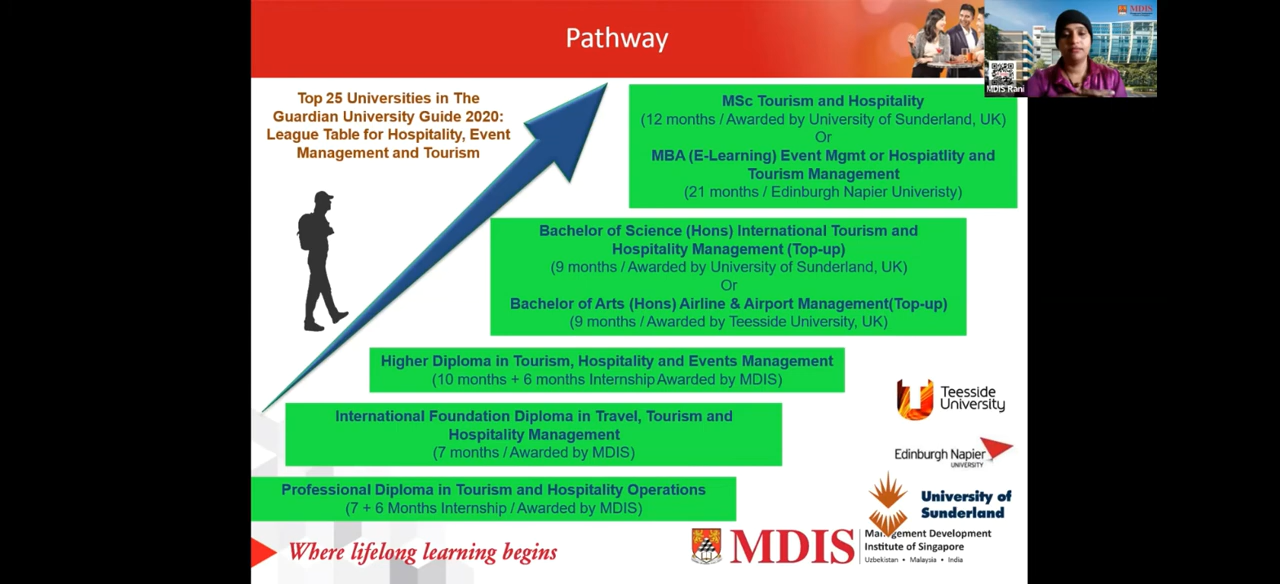 Pathway
MDIS
MDIS Rani
Top 25 Universities in The
Guardian University Guide 2020:
League Table for Hospitality, Event
Management and Tourism
MSc Tourism and Hospitality
(12 months / Awarded by University of Sunderland, UK)
Or
MBA (E-Learning) Event Mgmt or Hospiatlity and
Tourism Management
(21 months / Edinburgh Napier Univeristy)
Bachelor of Science (Hons) International Tourism and
Hospitality Management (Top-up)
(9 months / Awarded by University of Sunderland, UK)
Or
Bachelor of Arts (Hons) Airline & Airport Management(Top-up)
(9 months / Awarded by Teesside University, UK)
Higher Diploma in Tourism, Hospitality and Events Management
(10 months + 6 months Internship Awarded by MDIS)
International Foundation Diploma in Travel, Tourism and
Hospitality Management
(7 months / Awarded by MDIS)
Professional Diploma in Tourism and Hospitality Operations
(7 + 6 Months Internship / Awarded by MDIS)
Teesside
University
Edinburgh Napier
UNIVERSITY
University of
Sunderland
Where lifelong learning begins
MDIS
Management Development
Institute of Singapore
Uzbekistan • Malaysia • India